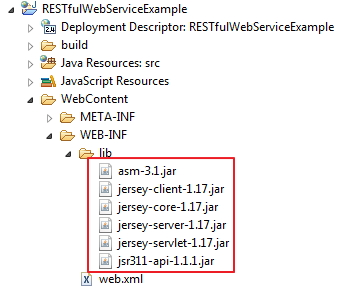 RESTfulWebServiceExample
Deployment Descriptor: RESTfulWebServiceExample
build
Java Resources: src
JavaScript Resources
WebContent
META-INF
WEB-INF
lib
asm-3.1.jar
jersey-client-1.17.jar
jersey-core-1.17.jar
jersey-server-1.17.jar
jersey-servlet-1.17.jar
jsr311-api-1.1.1.jar
web.xml